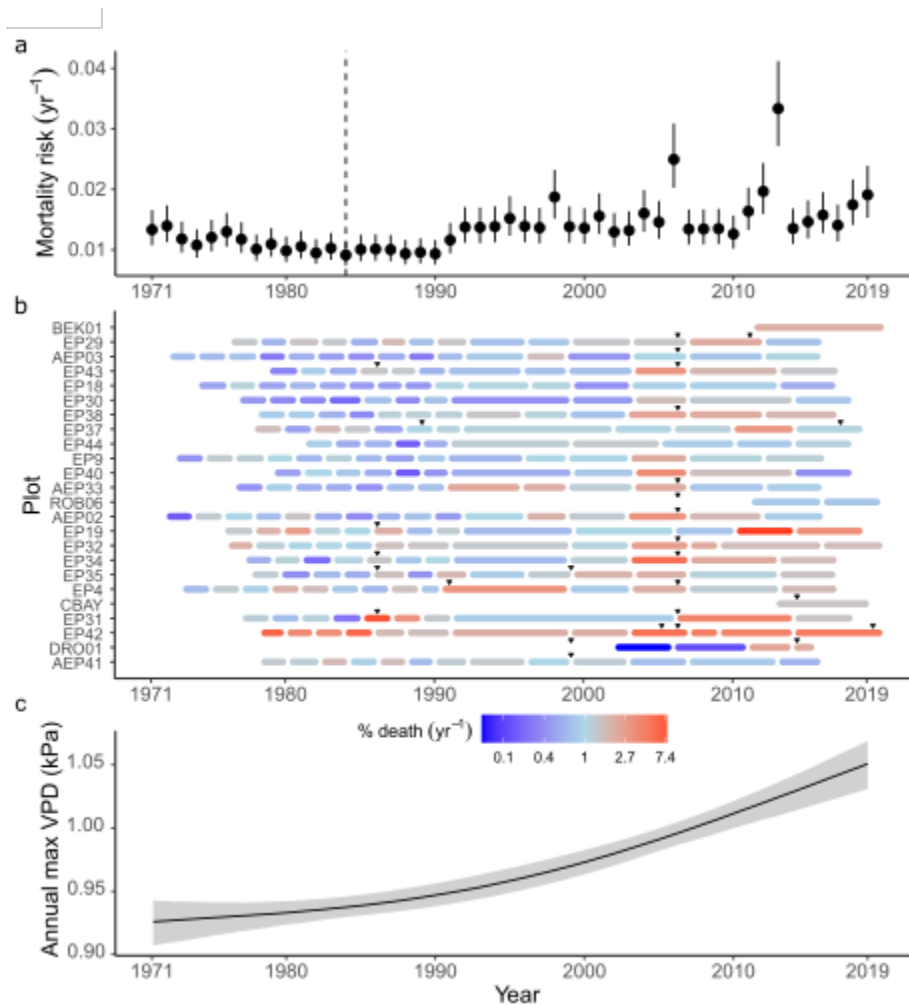 a
Mortality risk (yr⁻¹)
0.04
0.03
0.02
0.01
1971 1980 1990 2000 2010 2019
b
Plot
BEK01
EP29
AEP03
EP43
EP18
EP30
EP38
EP37
EP44
EP9
EP40
AEP33
ROB06
AEP02
EP19
EP32
EP34
EP35
EP4
CBAY
EP31
EP42
DRO01
AEP41
1971 1980 1990 2000 2010 2019
c
% death (yr⁻¹)
0.1 0.4 1 2.7 7.4
Annual max VPD (kPa)
1.05
1.00
0.95
0.90
1971 1980 1990 2000 2010 2019
Year